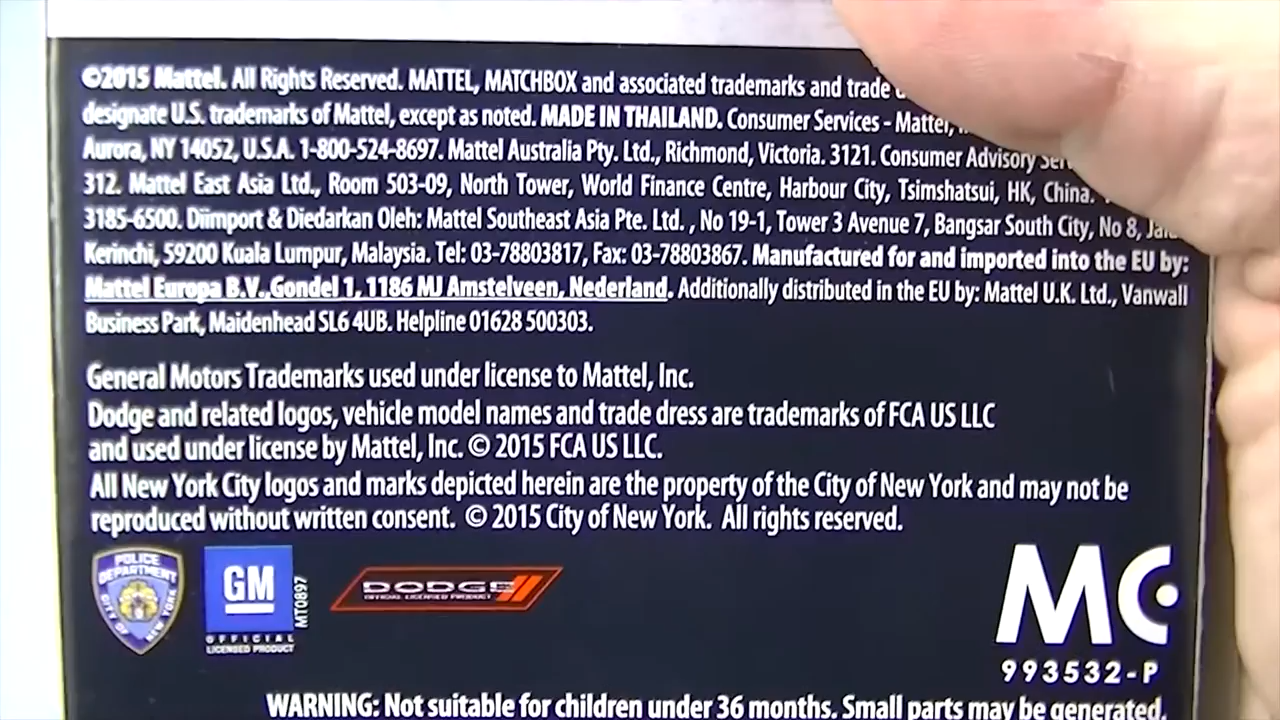 ©2015 Mattel. All Rights Reserved. MATTEL, MATCHBOX and associated trademarks and trade
designate U.S. trademarks of Mattel, except as noted. MADE IN THAILAND. Consumer Services - Mattel,
Aurora, NY 14052, U.S.A. 1-800-524-8697. Mattel Australia Pty. Ltd., Richmond, Victoria. 3121. Consumer Advisory
312. Mattel East Asia Ltd., Room 503-09, North Tower, World Finance Centre, Harbour City, Tsimshatsui, HK, China.
3185-6500. Diimport & Diedarkan Oleh: Mattel Southeast Asia Pte. Ltd. , No 19-1, Tower 3 Avenue 7, Bangsar South City, No 8,
Kerinchi, 59200 Kuala Lumpur, Malaysia. Tel: 03-78803817, Fax: 03-78803867. Manufactured for and imported into the EU by:
Mattel Europa B.V.,Gondel 1, 1186 MJ Amstelveen, Nederland. Additionally distributed in the EU by: Mattel U.K. Ltd., Vanwall
Business Park, Maidenhead SL6 4UB. Helpline 01628 500303.
General Motors Trademarks used under license to Mattel, Inc.
Dodge and related logos, vehicle model names and trade dress are trademarks of FCA US LLC
and used under license by Mattel, Inc. © 2015 FCA US LLC.
All New York City logos and marks depicted herein are the property of the City of New York and may not be
reproduced without written consent. © 2015 City of New York. All rights reserved.
POLICE
DEPARTMENT
CITY OF NEW YORK
GM
OFFICIAL
LICENSED PRODUCT
MT0897
DODGE
OFFICIAL LICENSED PRODUCT
MC
993532-P
WARNING: Not suitable for children under 36 months. Small parts may be generated.